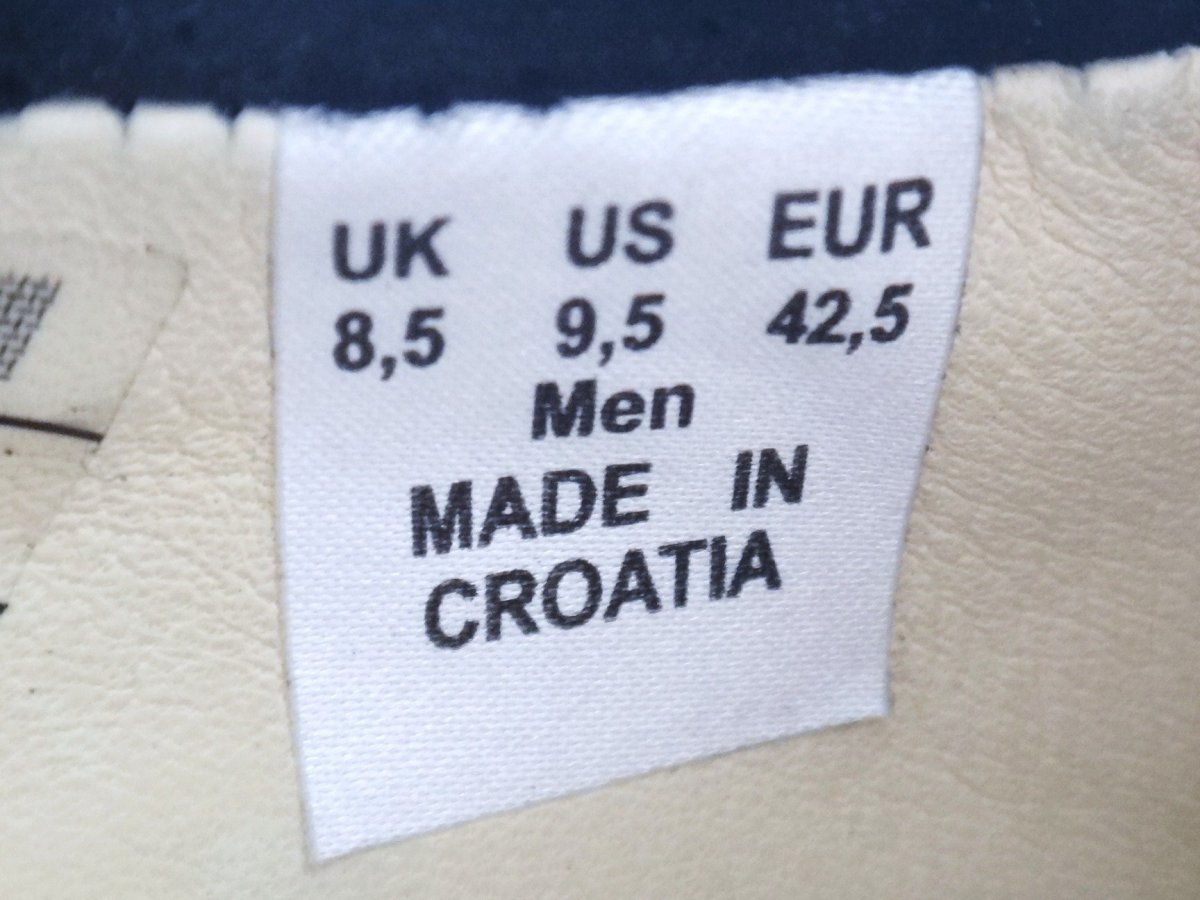 UK US EUR
8,5 9,5 42,5
Men
MADE IN
CROATIA